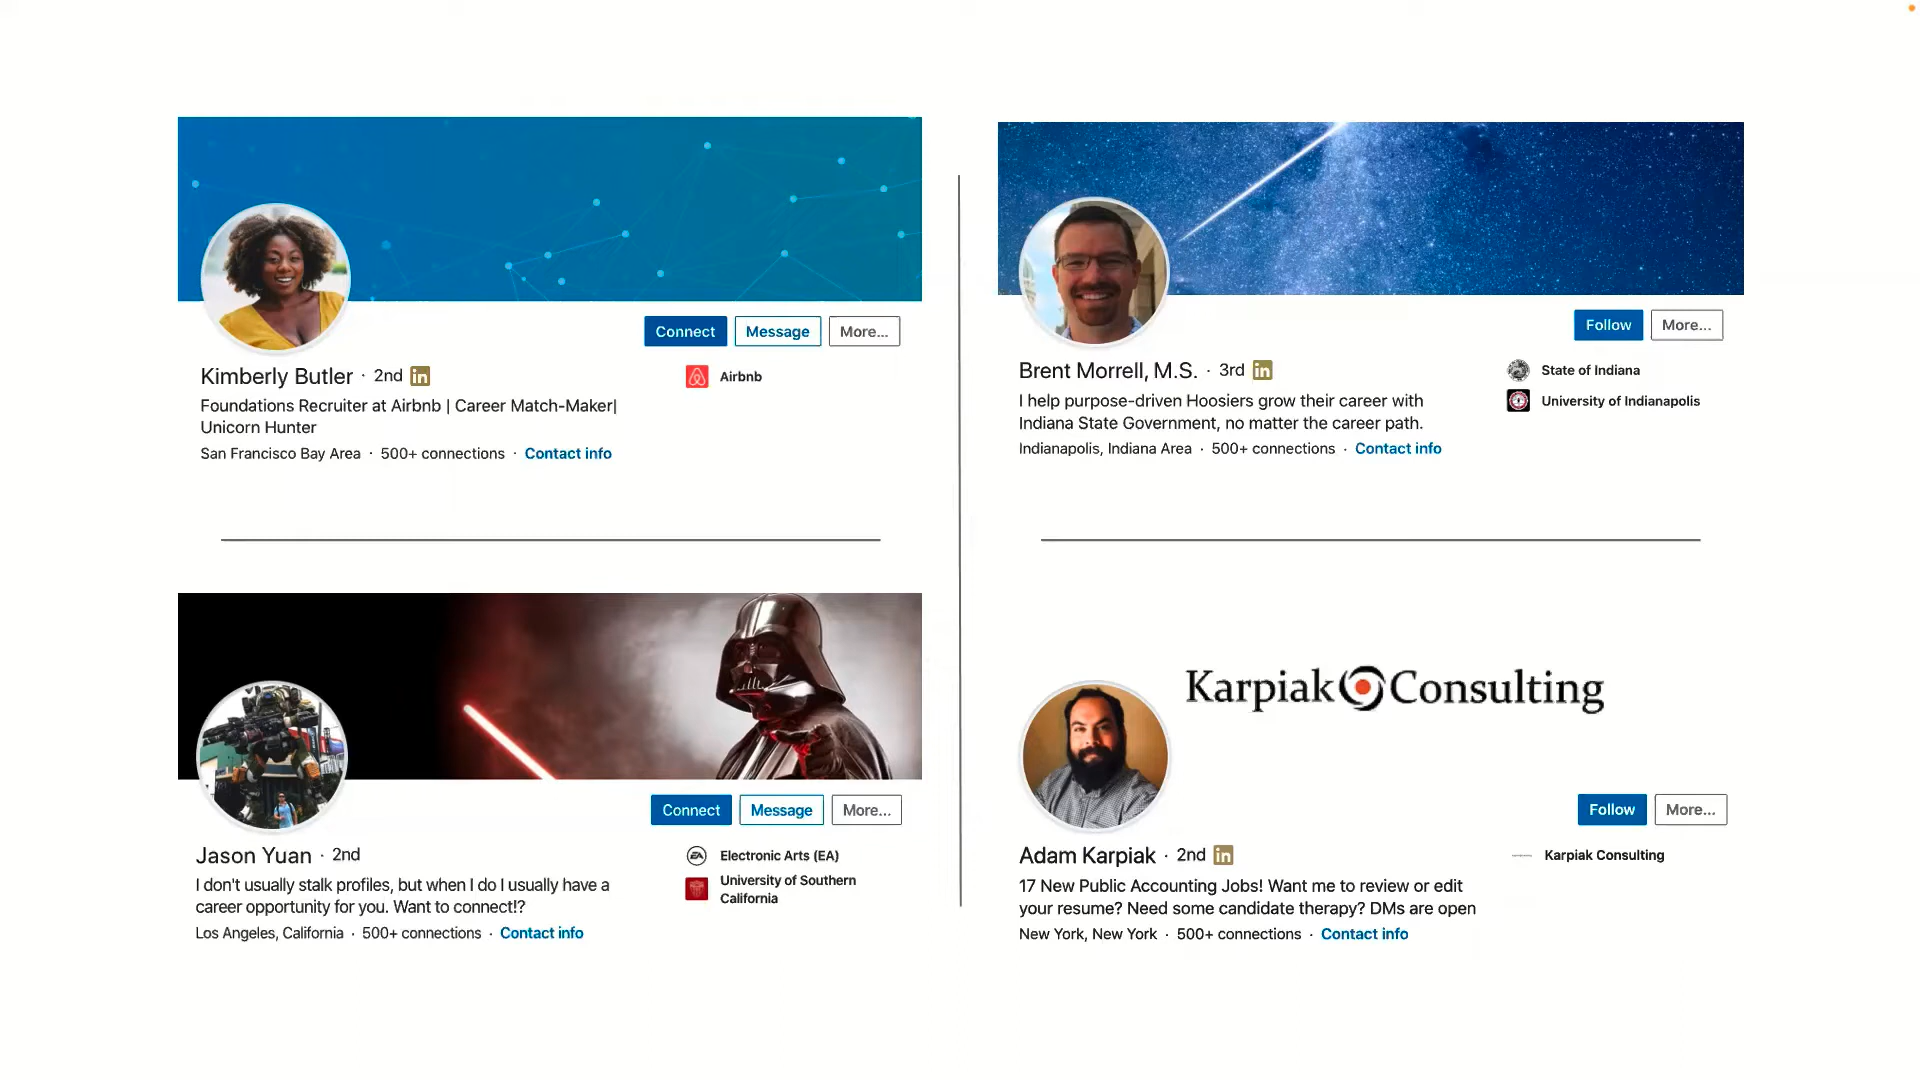 Connect
Message
More...
Kimberly Butler · 2nd in
Airbnb
Foundations Recruiter at Airbnb | Career Match-Maker|
Unicorn Hunter
San Francisco Bay Area · 500+ connections · Contact info
Follow
More...
Brent Morrell, M.S. · 3rd in
State of Indiana
I help purpose-driven Hoosiers grow their career with
University of Indianapolis
Indiana State Government, no matter the career path.
Indianapolis, Indiana Area · 500+ connections · Contact info
Connect
Message
More...
Jason Yuan · 2nd
EA
Electronic Arts (EA)
I don't usually stalk profiles, but when I do I usually have a
University of Southern
California
career opportunity for you. Want to connect!?
Los Angeles, California · 500+ connections · Contact info
Karpiak Consulting
Follow
More...
Adam Karpiak · 2nd in
Karpiak Consulting
17 New Public Accounting Jobs! Want me to review or edit
your resume? Need some candidate therapy? DMs are open
New York, New York · 500+ connections · Contact info